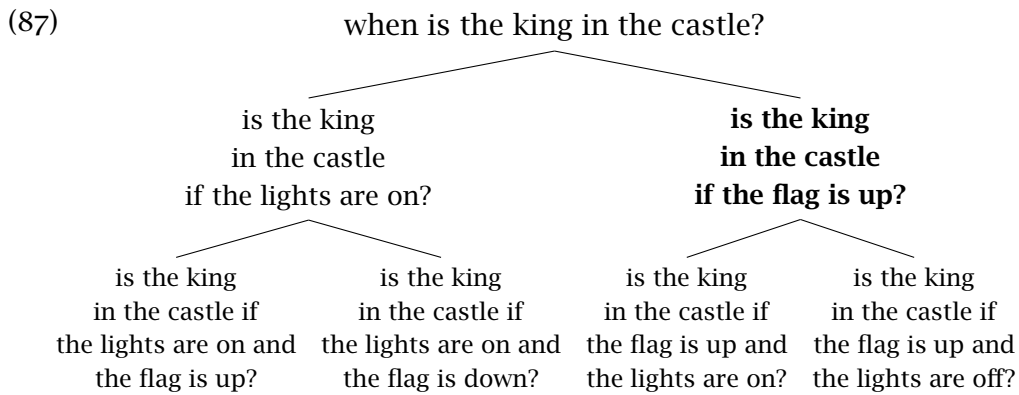 (87)
when is the king in the castle?
is the king
in the castle
if the lights are on?
is the king
in the castle
if the flag is up?
is the king
in the castle if
the lights are on and
the flag is up?
is the king
in the castle if
the lights are on and
the flag is down?
is the king
in the castle if
the flag is up and
the lights are on?
is the king
in the castle if
the flag is up and
the lights are off?